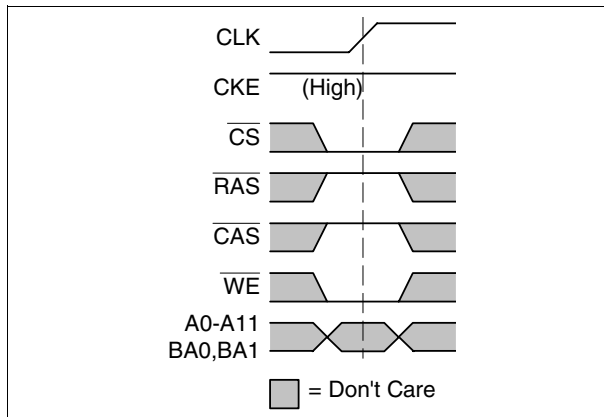 CLK
CKE (High)
CS
RAS
CAS
WE
A0-A11
BA0,BA1
= Don't Care